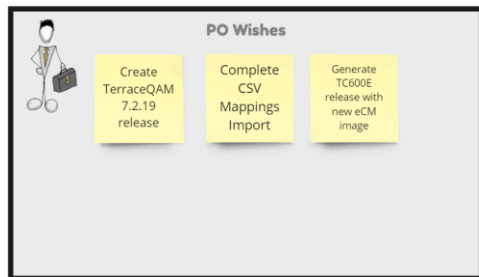 PO Wishes
Create
TerraceQAM
7.2.19
release
Complete
CSV
Mappings
Import
Generate
TC600E
release with
new eCM
image